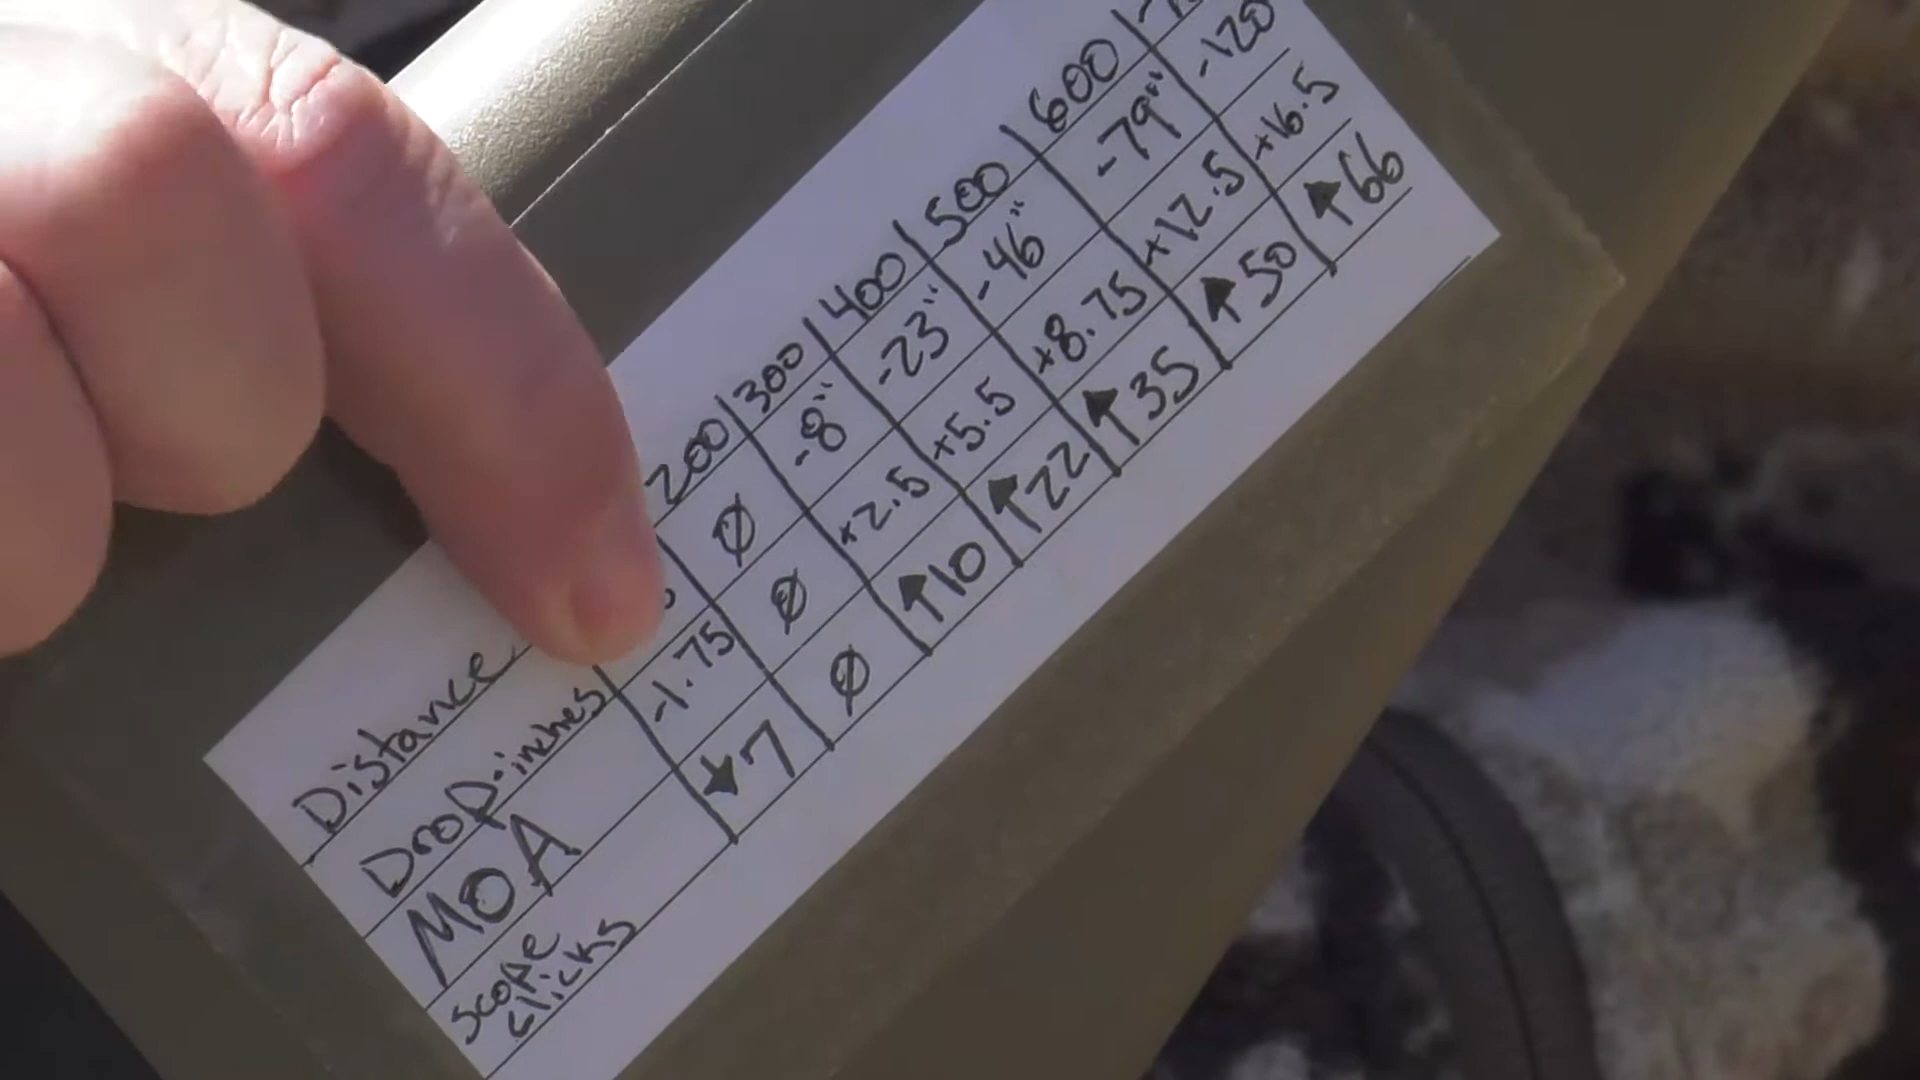 Distance 200 300 400 500 600
Drop-inches Ø -8" -23" -46" -79" -120
MOA -1.75 Ø +2.5 +5.5 +8.75 +12.5 +16.5
scope clicks ↓7 Ø ↑10 ↑22 ↑35 ↑50 ↑66